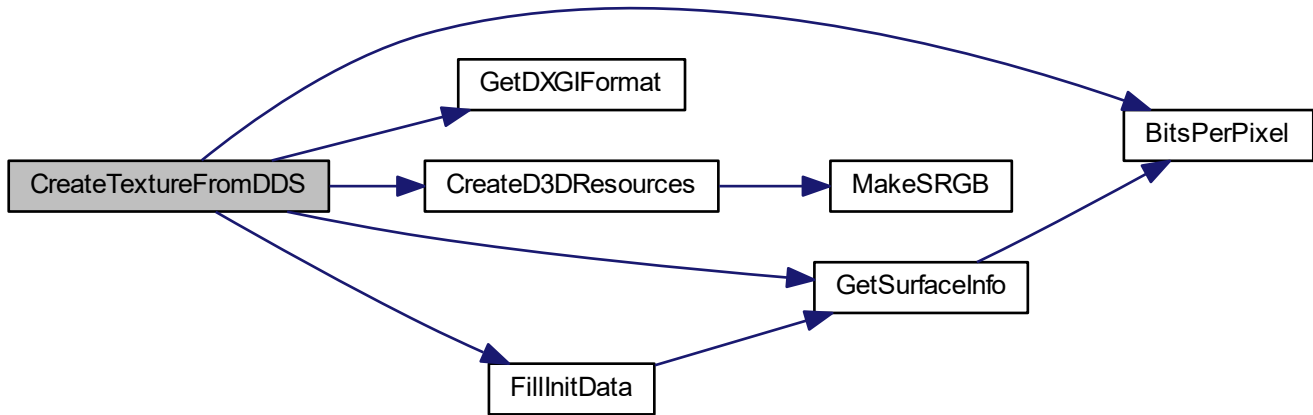 GetDXGIFormat
BitsPerPixel
CreateTextureFromDDS
CreateD3DResources
MakeSRGB
GetSurfaceInfo
FillInitData